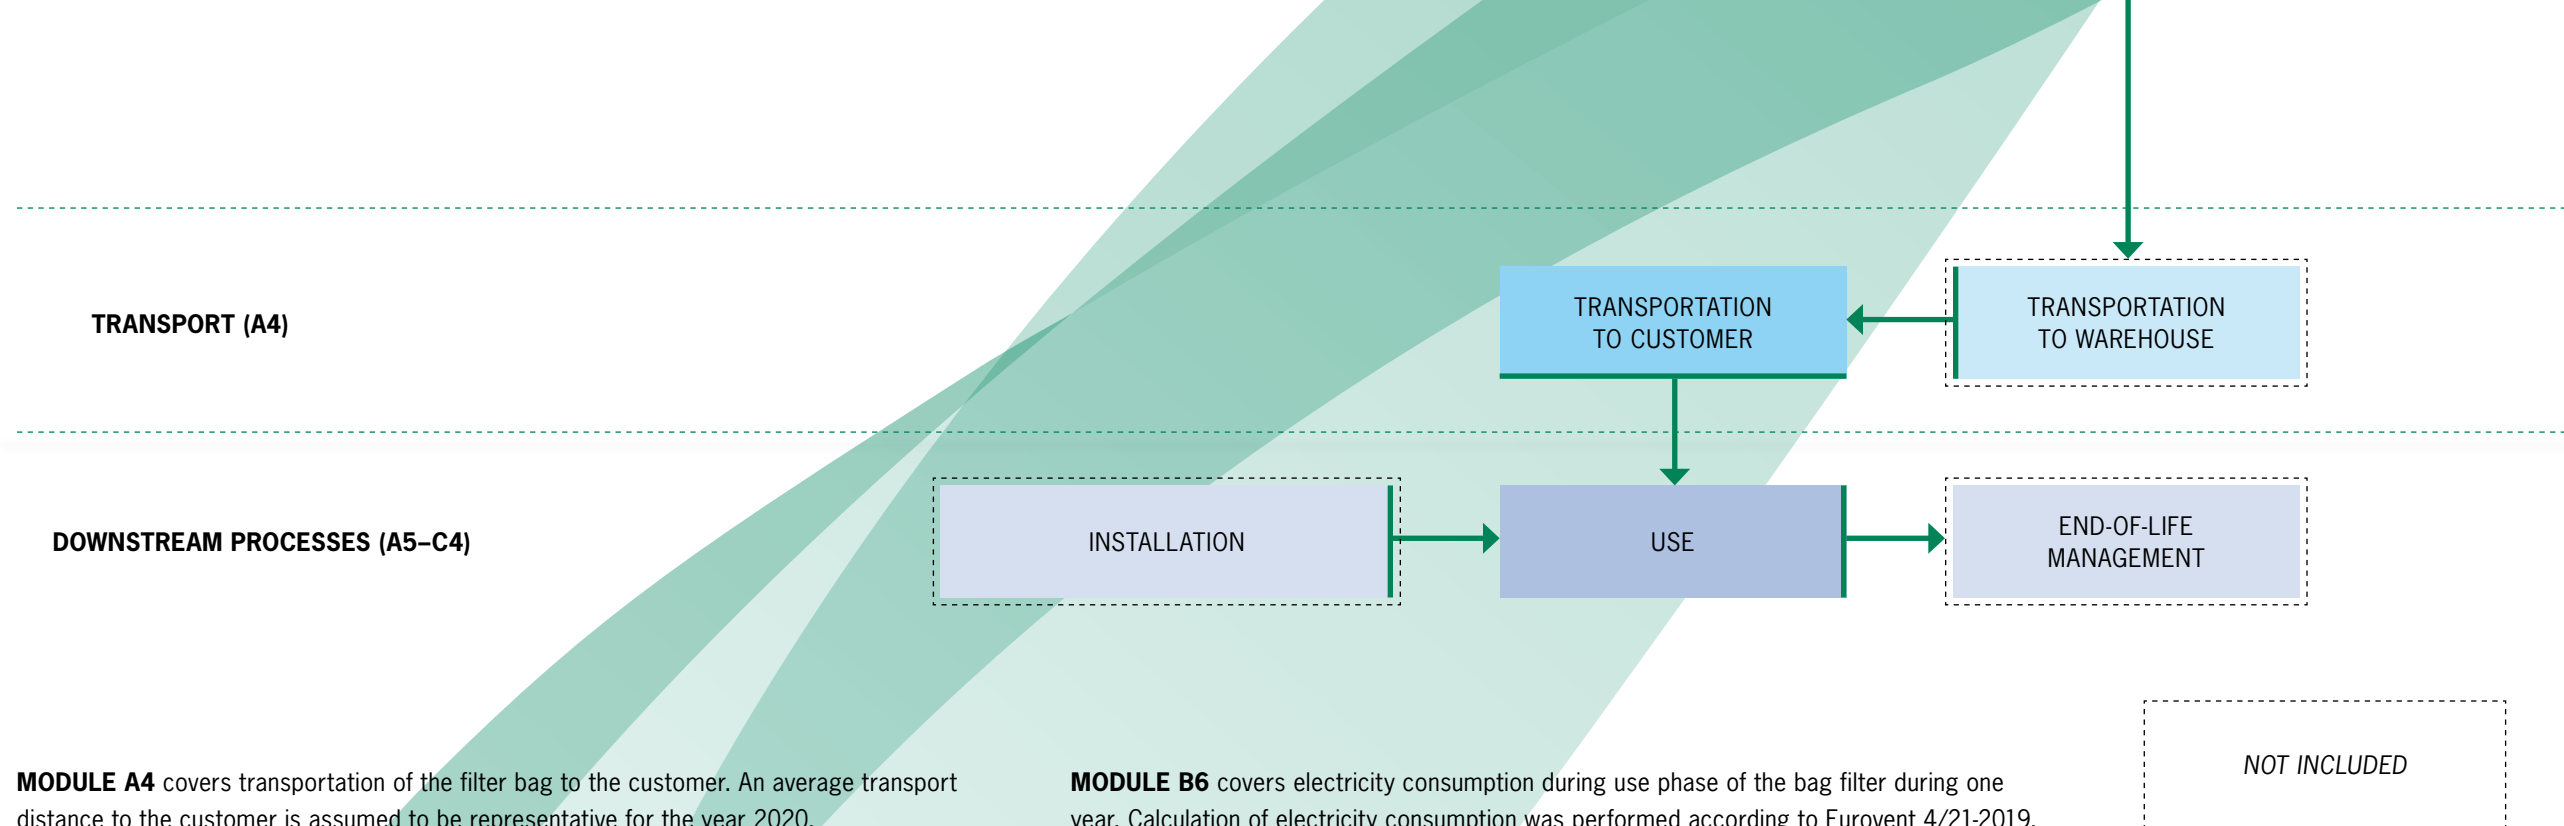 TRANSPORT (A4)
TRANSPORTATION
TO CUSTOMER
TRANSPORTATION
TO WAREHOUSE
DOWNSTREAM PROCESSES (A5–C4)
INSTALLATION
USE
END-OF-LIFE
MANAGEMENT
MODULE A4 covers transportation of the filter bag to the customer. An average transport
distance to the customer is assumed to be representative for the year 2020.
MODULE B6 covers electricity consumption during use phase of the bag filter during one
year. Calculation of electricity consumption was performed according to Eurovent 4/21-2019.
NOT INCLUDED